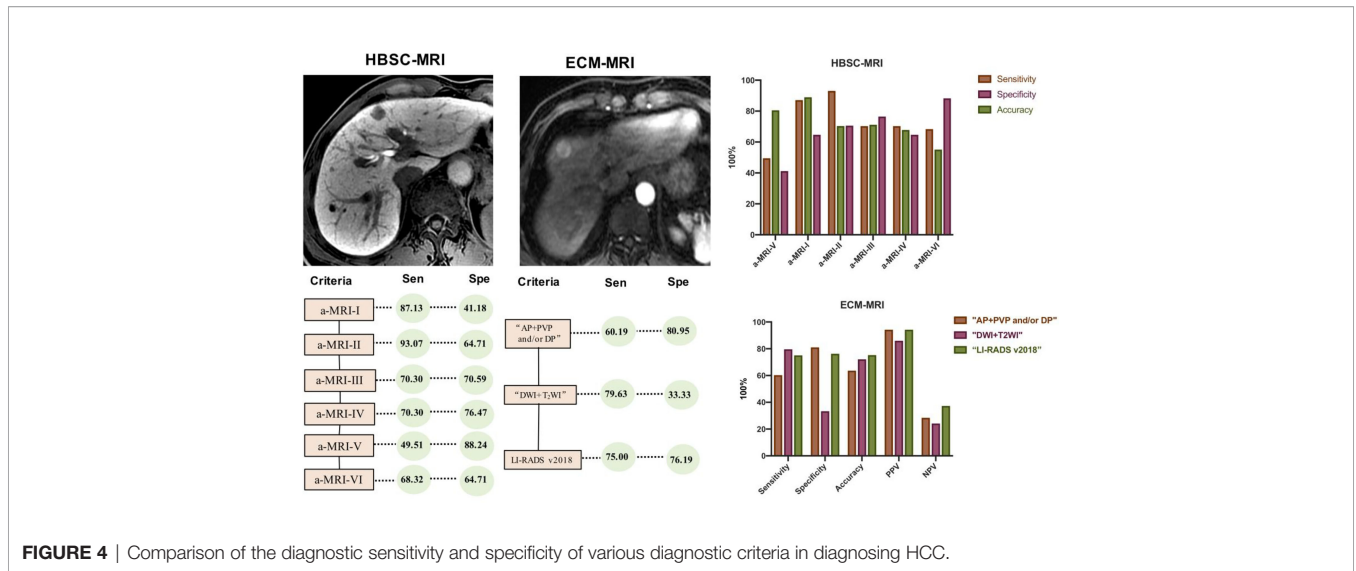 HBSC-MRI
ECM-MRI
Criteria Sen Spe
a-MRI-I 87.13 41.18
a-MRI-II 93.07 64.71
a-MRI-III 70.30 70.59
a-MRI-IV 70.30 76.47
a-MRI-V 49.51 88.24
a-MRI-VI 68.32 64.71
Criteria Sen Spe
"AP+PVP
and/or DP" 60.19 80.95
"DWI+T2WI" 79.63 33.33
LI-RADS v2018 75.00 76.19
HBSC-MRI
100%
100
80
60
40
20
0
a-MRI-V
a-MRI-I
a-MRI-II
a-MRI-III
a-MRI-IV
a-MRI-VI
Sensitivity
Specificity
Accuracy
ECM-MRI
100%
100
80
60
40
20
0
Sensitivity
Specificity
Accuracy
PPV
NPV
"AP+PVP and/or DP"
"DWI+T2WI"
“LI-RADS v2018”
FIGURE 4 | Comparison of the diagnostic sensitivity and specificity of various diagnostic criteria in diagnosing HCC.